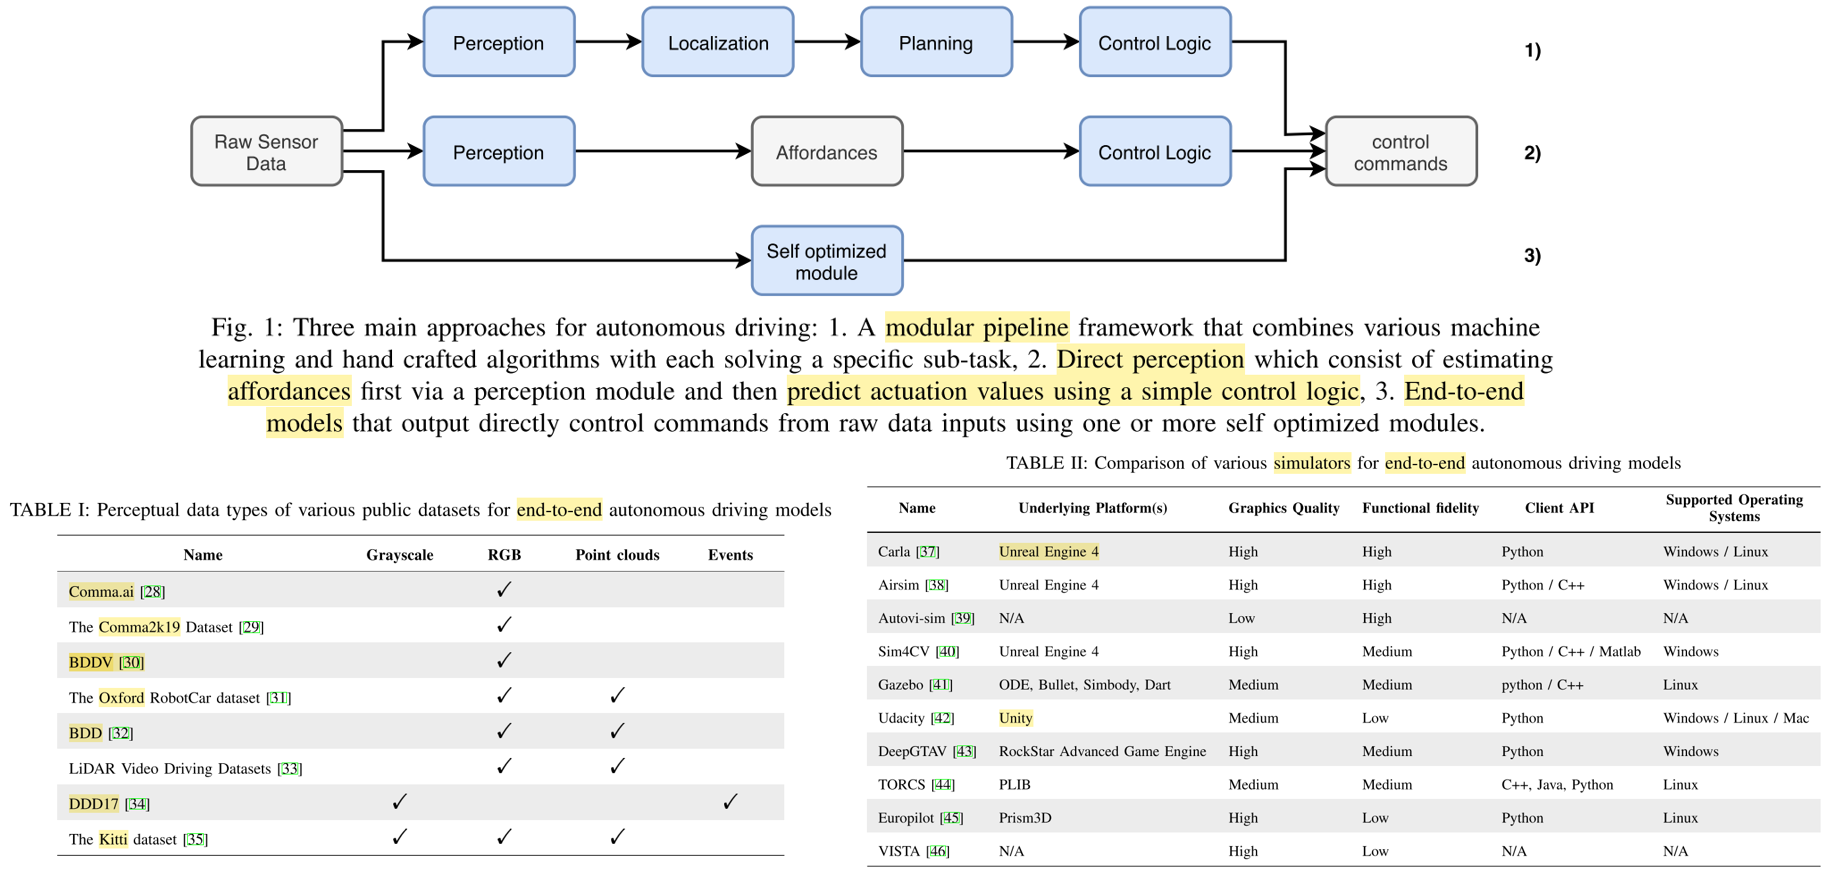 Perception Localization Planning Control Logic 1)
Raw Sensor
Data
Perception Affordances Control Logic 2)
control
commands
Self optimized
module
3)
Fig. 1: Three main approaches for autonomous driving: 1. A modular pipeline framework that combines various machine
learning and hand crafted algorithms with each solving a specific sub-task, 2. Direct perception which consist of estimating
affordances first via a perception module and then predict actuation values using a simple control logic, 3. End-to-end
models that output directly control commands from raw data inputs using one or more self optimized modules.
TABLE I: Perceptual data types of various public datasets for end-to-end autonomous driving models
Name Grayscale RGB Point clouds Events
Comma.ai [28] ✓
The Comma2k19 Dataset [29] ✓
BDDV [30] ✓
The Oxford RobotCar dataset [31] ✓ ✓
BDD [32] ✓ ✓
LiDAR Video Driving Datasets [33] ✓ ✓
DDD17 [34] ✓ ✓
The Kitti dataset [35] ✓ ✓ ✓
TABLE II: Comparison of various simulators for end-to-end autonomous driving models
Name Underlying Platform(s) Graphics Quality Functional fidelity Client API Supported Operating
Systems
Carla [37] Unreal Engine 4 High High Python Windows / Linux
Airsim [38] Unreal Engine 4 High High Python / C++ Windows / Linux
Autovi-sim [39] N/A Low High N/A N/A
Sim4CV [40] Unreal Engine 4 High Medium Python / C++ / Matlab Windows
Gazebo [41] ODE, Bullet, Simbody, Dart Medium Medium python / C++ Linux
Udacity [42] Unity Medium Low Python Windows / Linux / Mac
DeepGTAV [43] RockStar Advanced Game Engine High Medium Python Windows
TORCS [44] PLIB Medium Medium C++, Java, Python Linux
Europilot [45] Prism3D High Low Python Linux
VISTA [46] N/A High Low N/A N/A